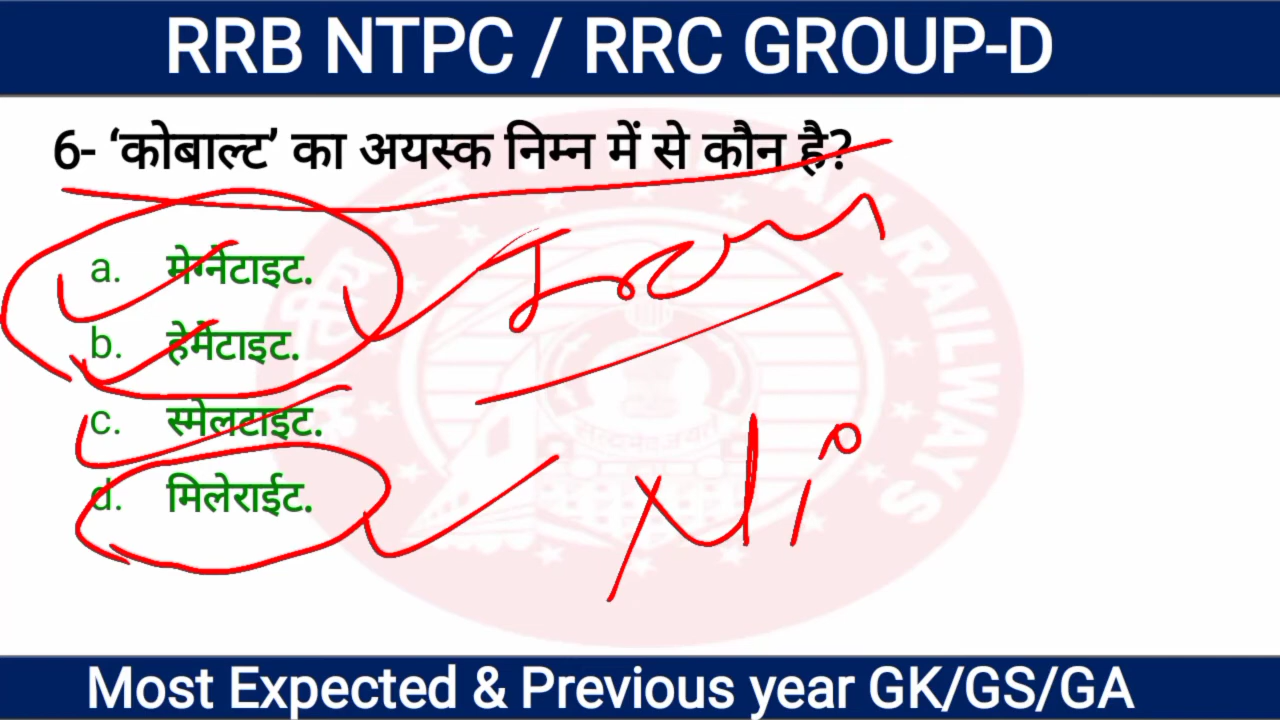 RRB NTPC / RRC GROUP-D
6- ‘कोबाल्ट’ का अयस्क निम्न में से कौन है?
a. मेग्नेटाइट.
b. हेमेटाइट.
Iron
c. स्मेलटाइट.
d. मिलेराईट.
Ni
Most Expected & Previous year GK/GS/GA